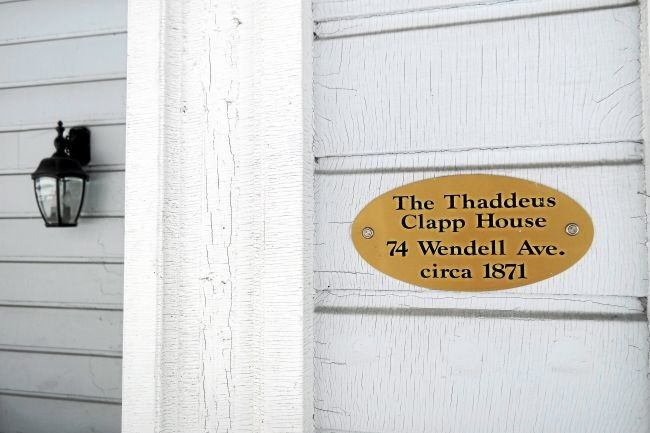 The Thaddeus
Clapp House
74 Wendell Ave.
circa 1871